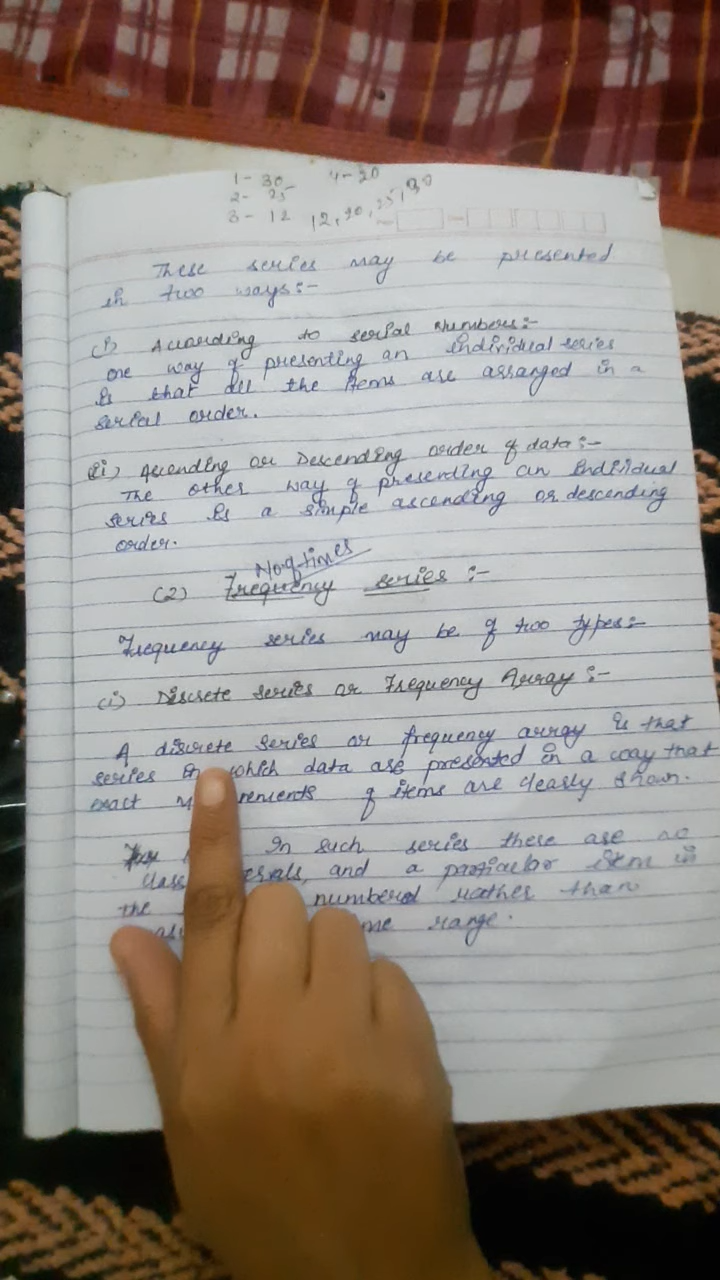 1- 30 4-20
2- 25
3- 12 12, 20, 25, 30
These series may be presented
in two ways:-
(i) According to serial numbers:-
one way of presenting an individual series
is that all the items are arranged in a
serial order.
(ii) Ascending or Descending order of data:-
The other way of presenting an individual
series is a simple ascending or descending
order.
No. of times
(2) Frequency series :-
Frequency series may be of two types:-
(i) Discrete series or Frequency Array :-
A discrete series or frequency array is that
series in which data are presented in a way that
exact of items are clearly shown.
In such series there are no
class and a particular item in
the numbered rather than
range.